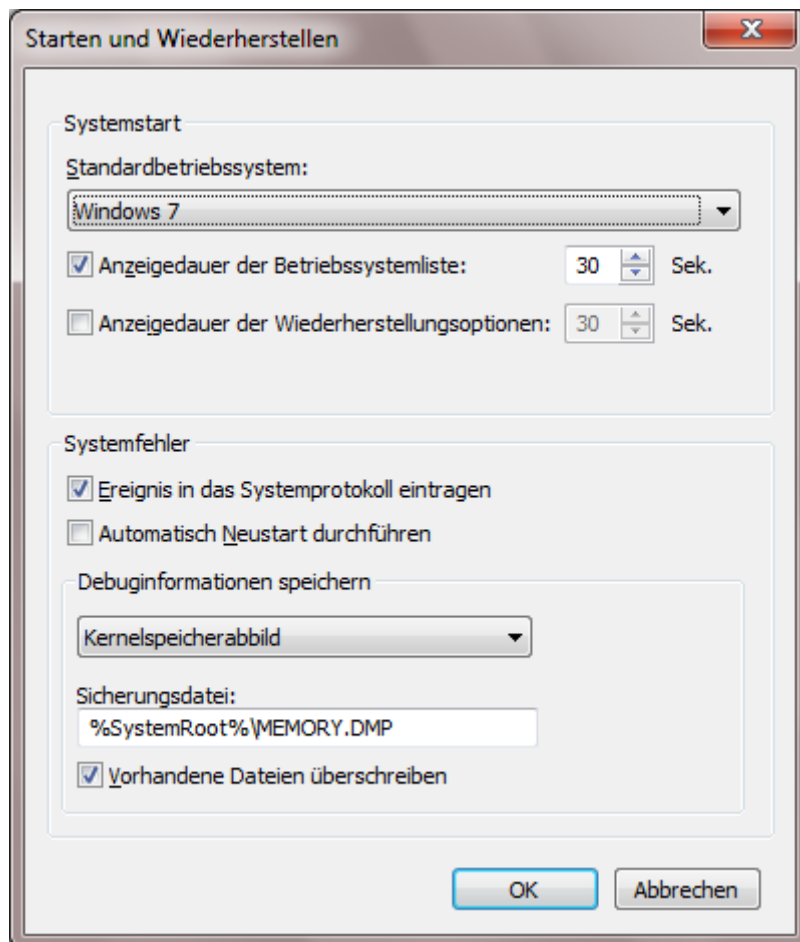 Starten und Wiederherstellen
Systemstart
Standardbetriebssystem:
Windows 7
Anzeigedauer der Betriebssystemliste: 30 Sek.
Anzeigedauer der Wiederherstellungsoptionen: 30 Sek.
Systemfehler
Ereignis in das Systemprotokoll eintragen
Automatisch Neustart durchführen
Debuginformationen speichern
Kernelspeicherabbild
Sicherungsdatei:
%SystemRoot%\MEMORY.DMP
Vorhandene Dateien überschreiben
OK Abbrechen